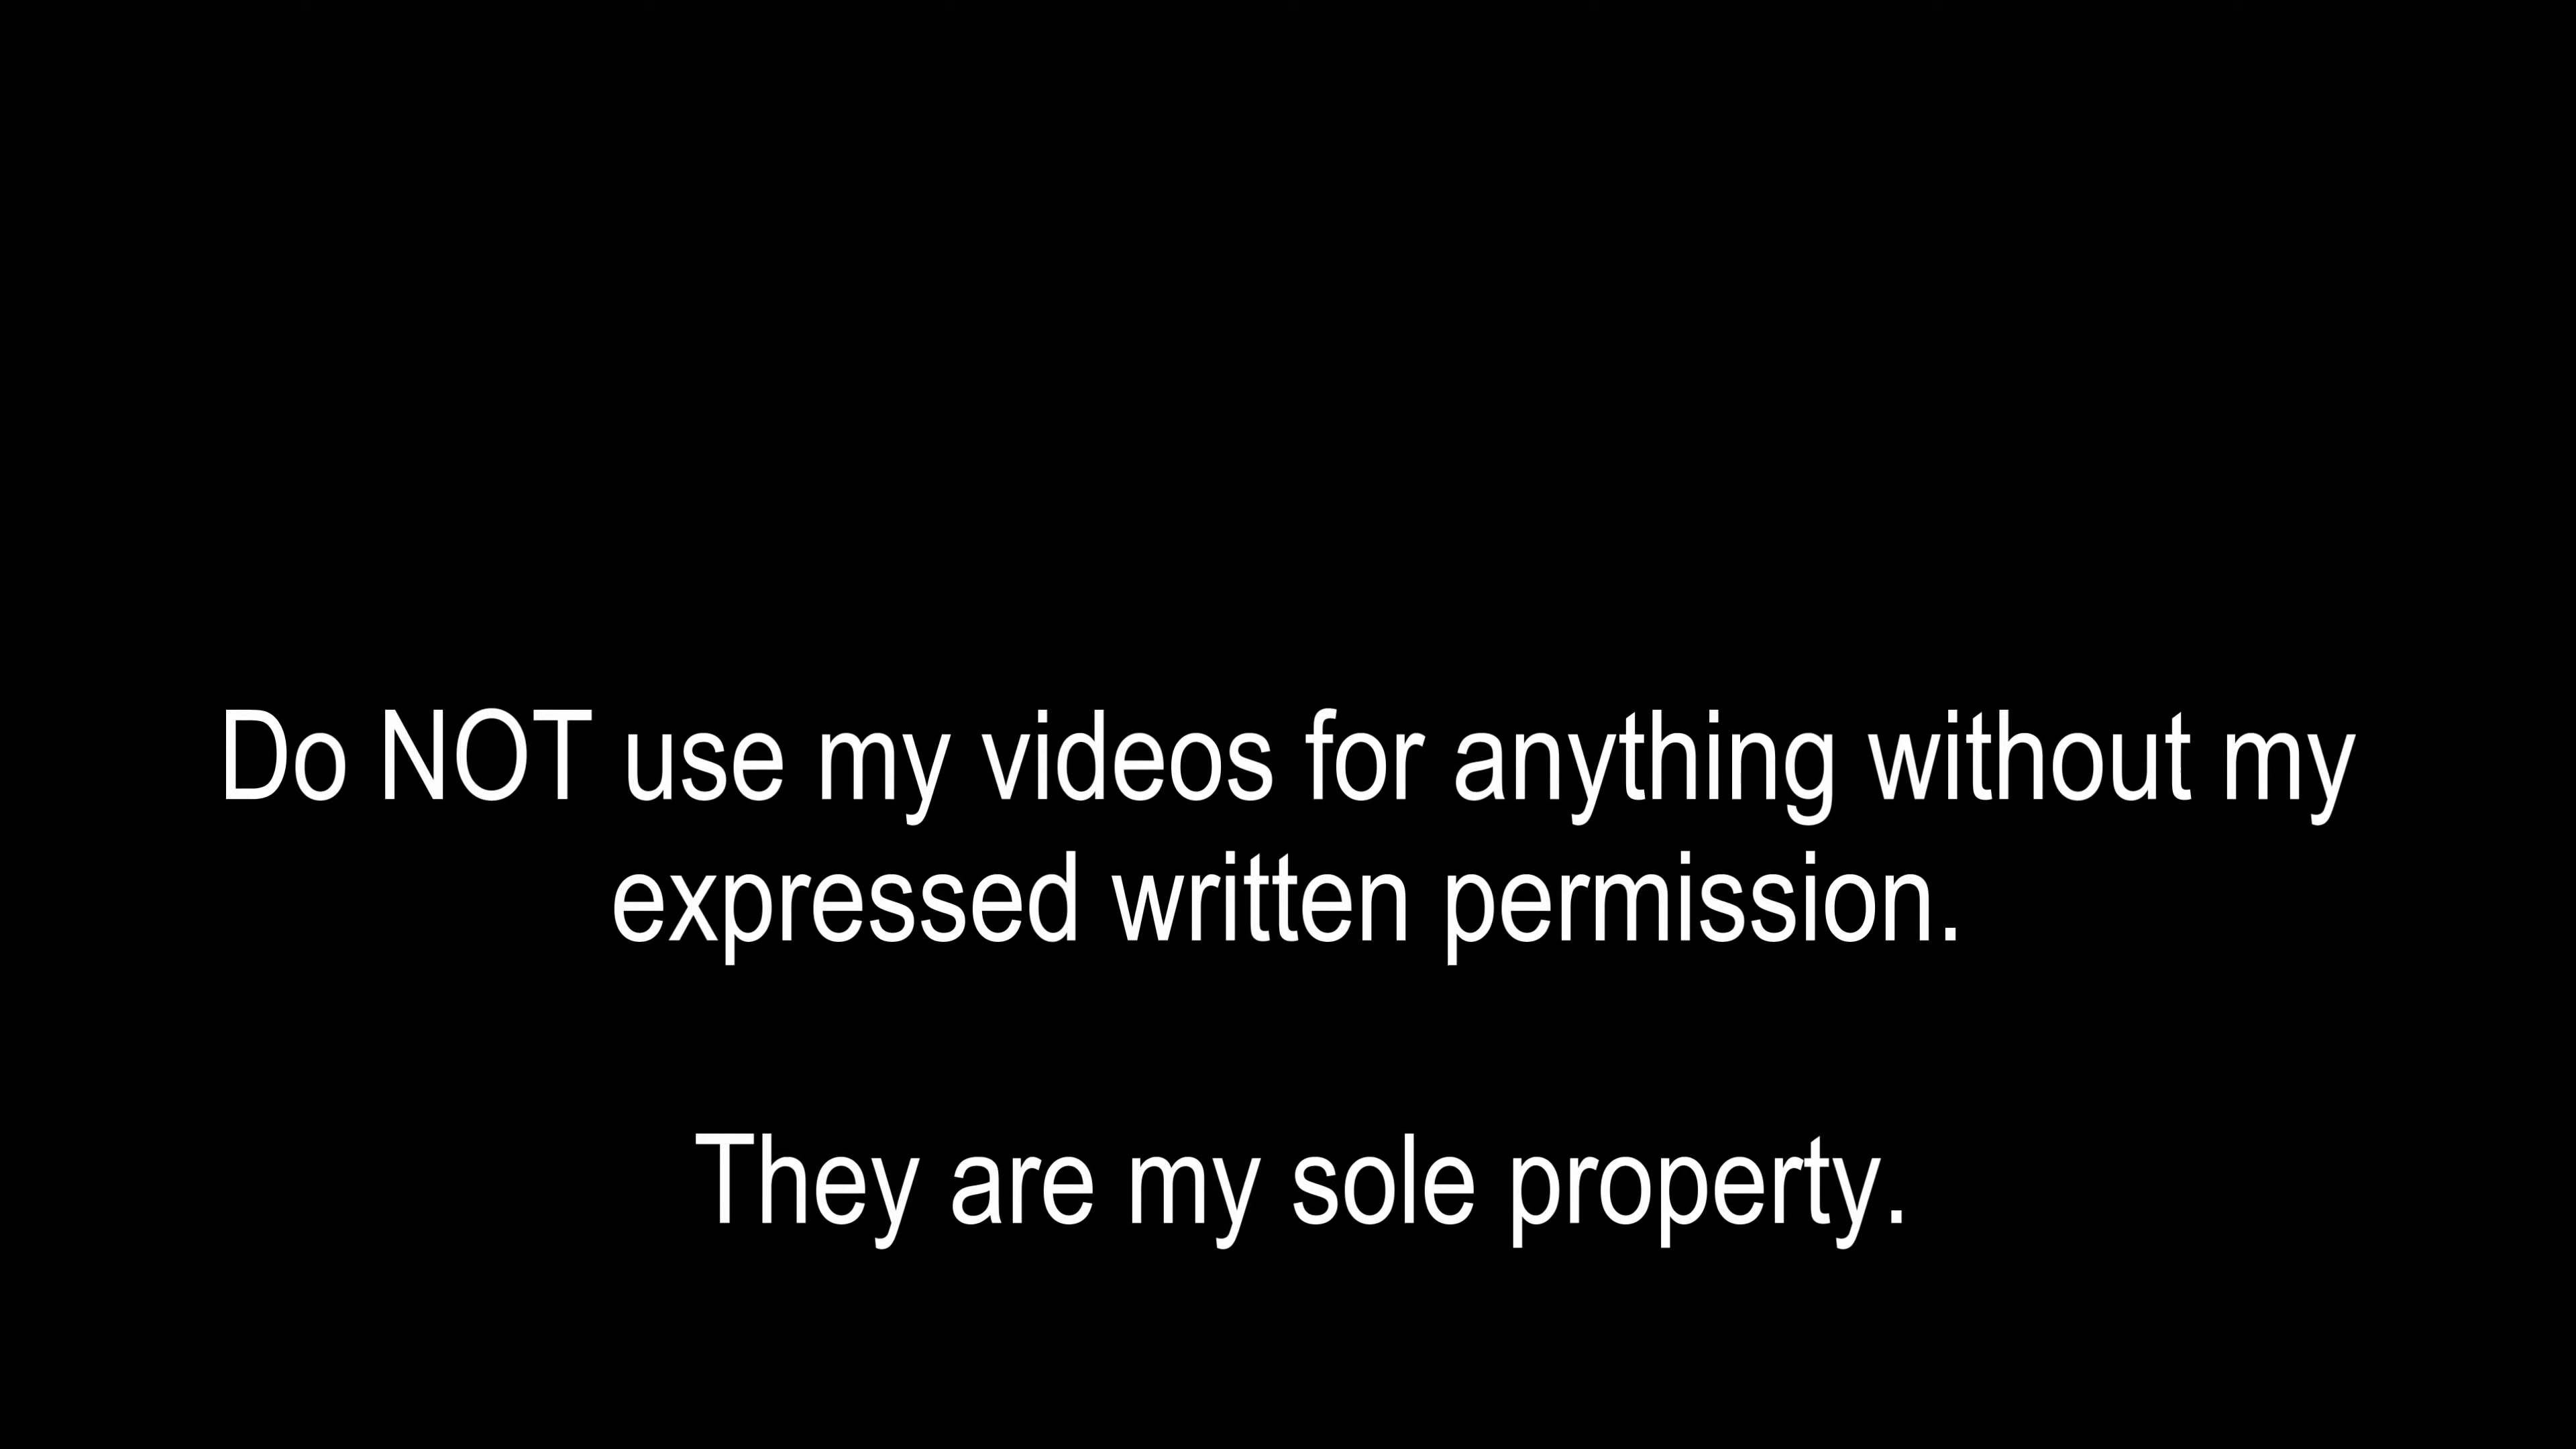 Do NOT use my videos for anything without my
expressed written permission.
They are my sole property.